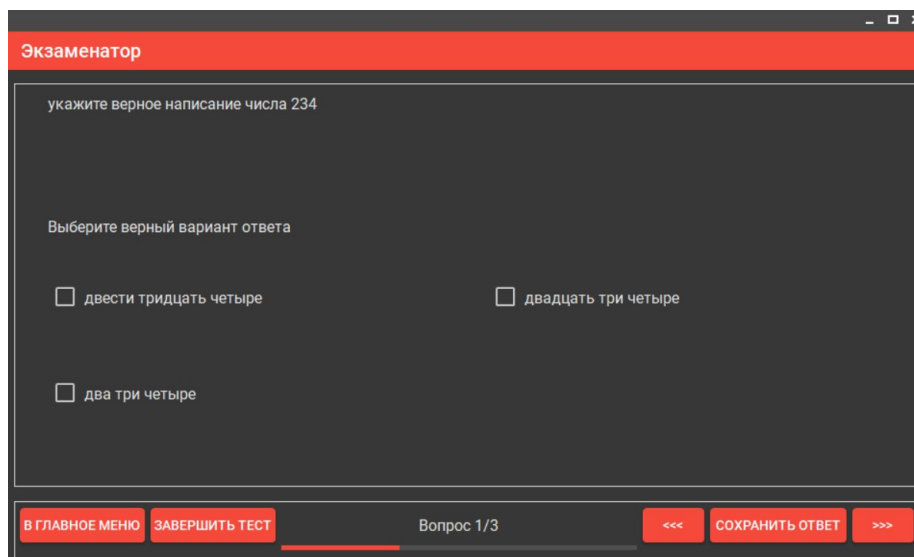 Экзаменатор
укажите верное написание числа 234
Выберите верный вариант ответа
двести тридцать четыре
двадцать три четыре
два три четыре
В ГЛАВНОЕ МЕНЮ ЗАВЕРШИТЬ ТЕСТ Вопрос 1/3 <<< СОХРАНИТЬ ОТВЕТ >>>